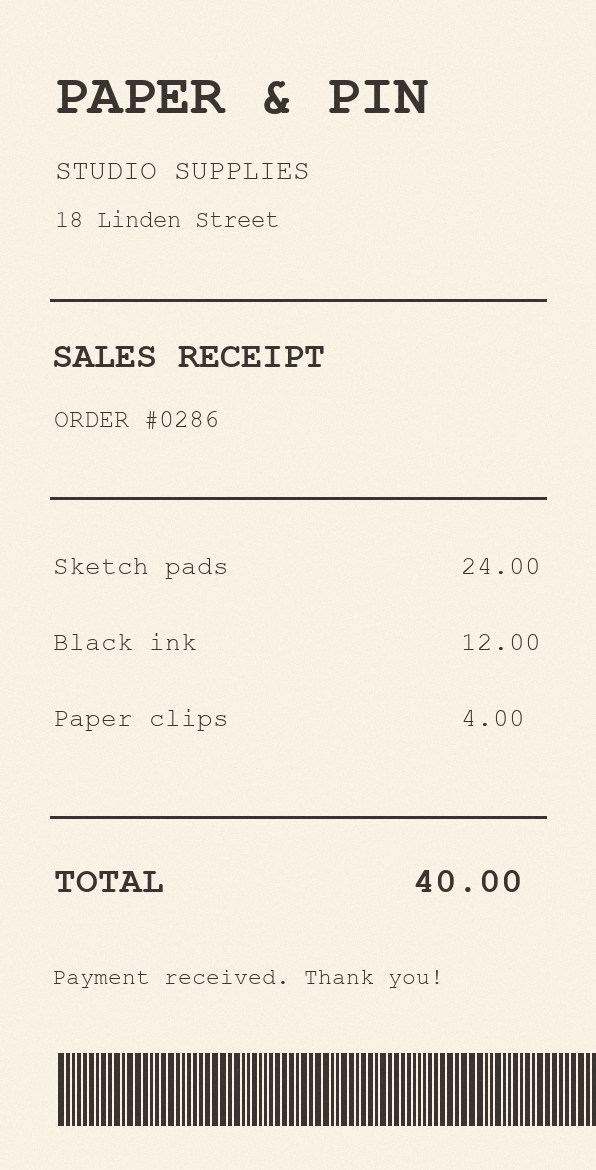 PAPER & PIN
STUDIO SUPPLIES
18 Linden Street
SALES RECEIPT
ORDER #0286
Sketch pads 24.00
Black ink 12.00
Paper clips 4.00
TOTAL 40.00
Payment received. Thank you!